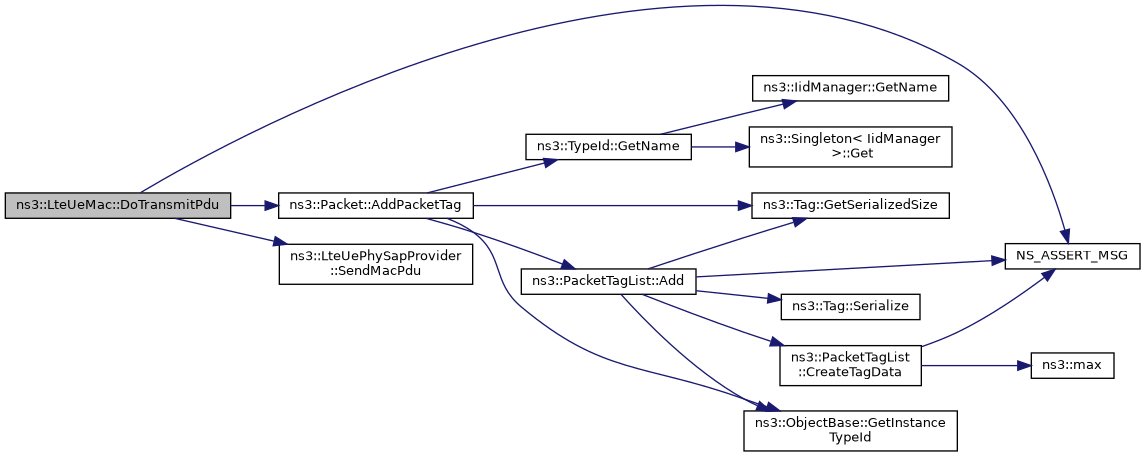 ns3::IidManager::GetName
ns3::TypeId::GetName
ns3::Singleton< IidManager
>::Get
ns3::LteUeMac::DoTransmitPdu
ns3::Packet::AddPacketTag
ns3::Tag::GetSerializedSize
ns3::LteUePhySapProvider
::SendMacPdu
NS_ASSERT_MSG
ns3::PacketTagList::Add
ns3::Tag::Serialize
ns3::PacketTagList
::CreateTagData
ns3::max
ns3::ObjectBase::GetInstance
TypeId